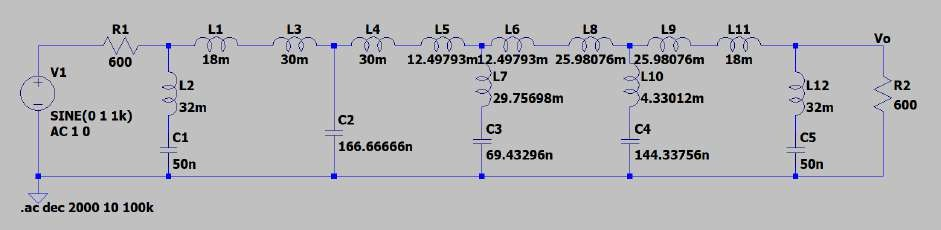 R1
600
L1
18m
L3
30m
L4
30m
L5
12.49793m
L6
12.49793m
L8
25.98076m
L9
25.98076m
L11
18m
Vo
V1
SINE(0 1 1k)
AC 1 0
L2
32m
C1
50n
C2
166.66666n
L7
29.75698m
C3
69.43296n
L10
4.33012m
C4
144.33756n
L12
32m
C5
50n
R2
600
.ac dec 2000 10 100k